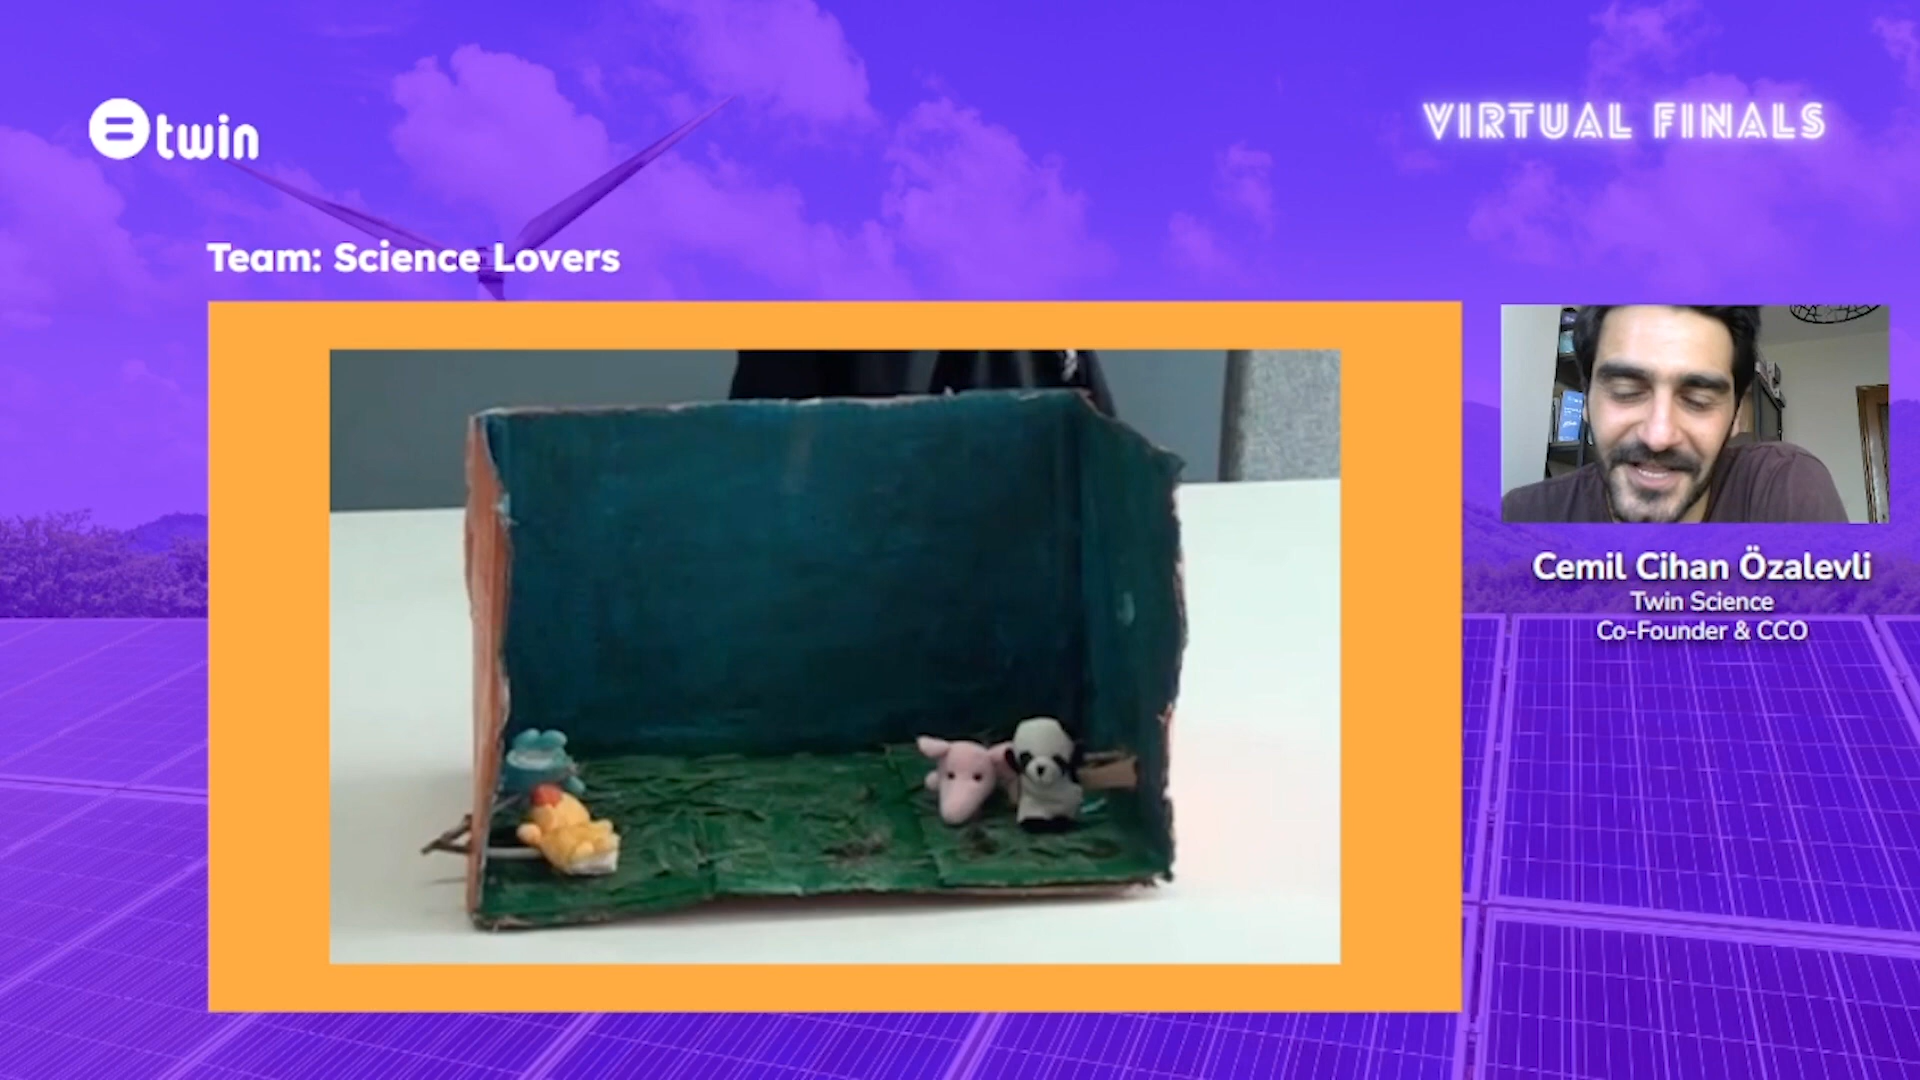 twin
VIRTUAL FINALS
Team: Science Lovers
Cemil Cihan Özalevli
Twin Science
Co-Founder & CCO